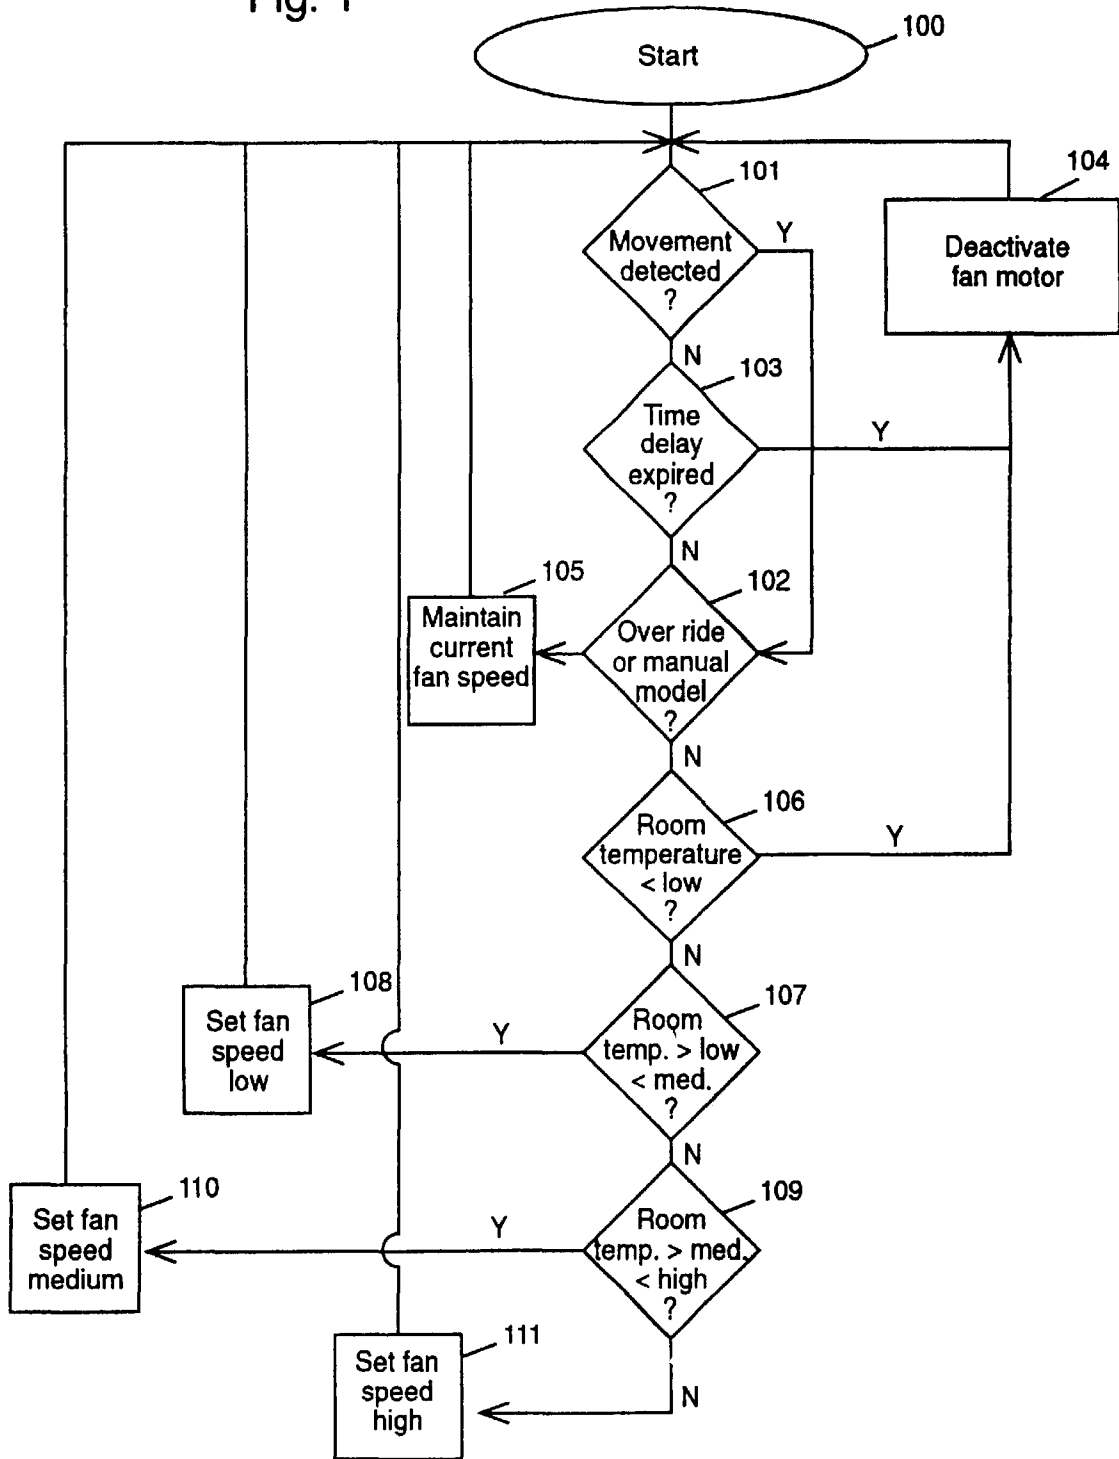 Fig. 1
Start
100
101
Movement
detected
?
Y
104
Deactivate
fan motor
N
103
Time
delay
expired
?
Y
N
105
Maintain
current
fan speed
102
Over ride
or manual
model
?
N
106
Room
temperature
< low
?
Y
N
108
Set fan
speed
low
Y
107
Room
temp. > low
< med.
?
N
110
Set fan
speed
medium
Y
109
Room
temp. > med.
< high
?
111
Set fan
speed
high
N